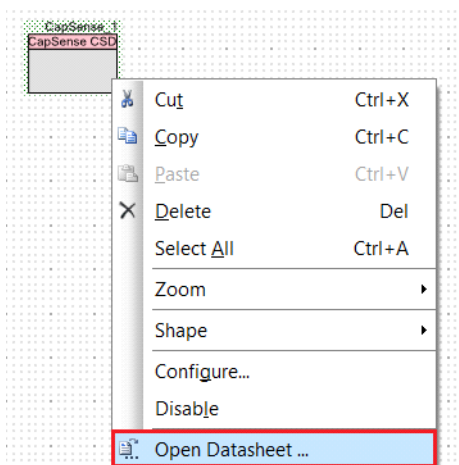 CapSense_1
CapSense CSD
Cut Ctrl+X
Copy Ctrl+C
Paste Ctrl+V
Delete Del
Select All Ctrl+A
Zoom
Shape
Configure...
Disable
Open Datasheet ...